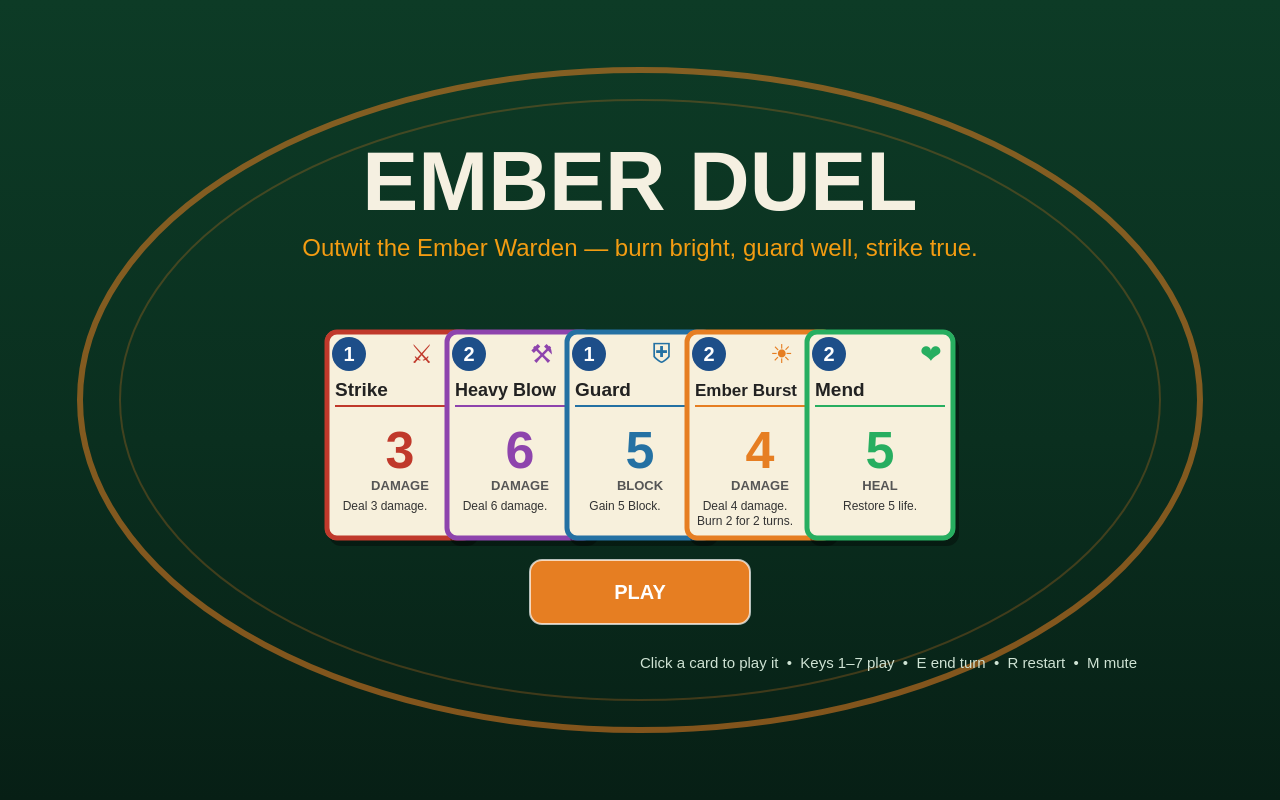 EMBER DUEL
Outwit the Ember Warden — burn bright, guard well, strike true.
1
Strike
3
DAMAGE
Deal 3 damage.
2
Heavy Blow
6
DAMAGE
Deal 6 damage.
1
Guard
5
BLOCK
Gain 5 Block.
2
Ember Burst
4
DAMAGE
Deal 4 damage.
Burn 2 for 2 turns.
2
Mend
5
HEAL
Restore 5 life.
PLAY
Click a card to play it • Keys 1–7 play • E end turn • R restart • M mute